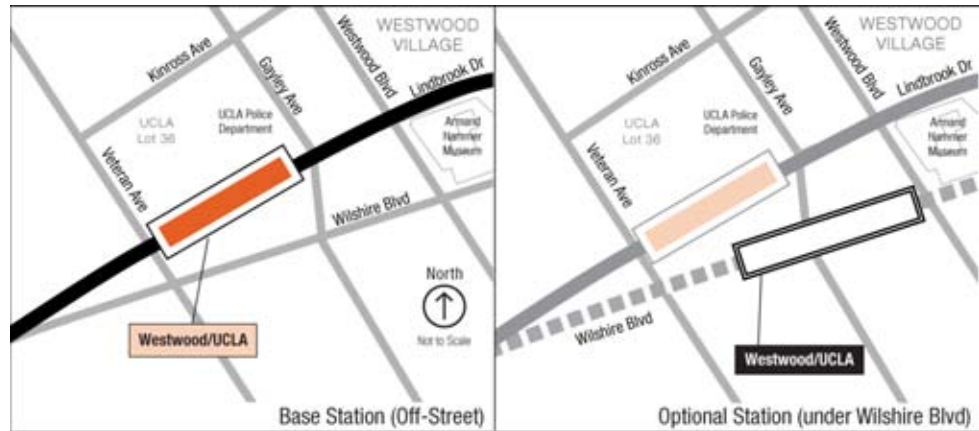 WESTWOOD
VILLAGE
Kinross Ave
Gayley Ave
Westwood Blvd
Lindbrook Dr
UCLA
Lot 36
UCLA Police
Department
Armand
Hammer
Museum
Veteran Ave
Wilshire Blvd
North
Not to Scale
Westwood/UCLA
Base Station (Off-Street)
WESTWOOD
VILLAGE
Kinross Ave
Gayley Ave
Westwood Blvd
Lindbrook Dr
UCLA
Lot 36
UCLA Police
Department
Armand
Hammer
Museum
Veteran Ave
Wilshire Blvd
Westwood/UCLA
Optional Station (under Wilshire Blvd)